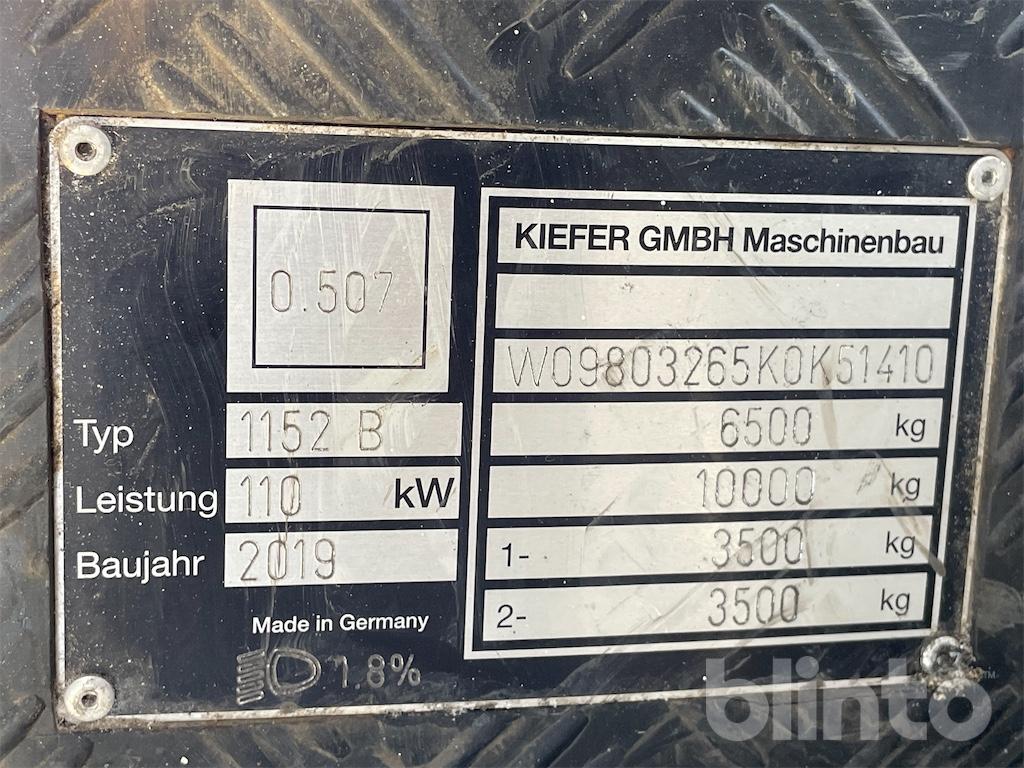 0.507
Typ 1152 B
Leistung 110 kW
Baujahr 2019
Made in Germany
1.8%
KIEFER GMBH Maschinenbau
W09803265K0K51410
6500 kg
10000 kg
1- 3500 kg
2- 3500 kg
blinto™